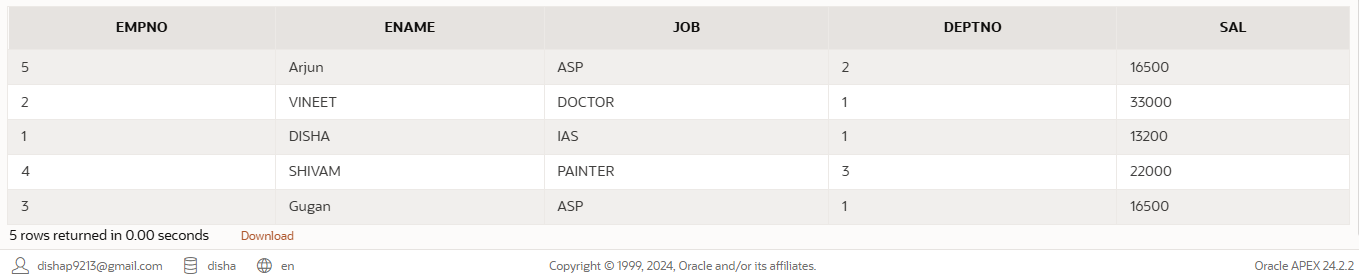 EMPNO ENAME JOB DEPTNO SAL
5 Arjun ASP 2 16500
2 VINEET DOCTOR 1 33000
1 DISHA IAS 1 13200
4 SHIVAM PAINTER 3 22000
3 Gugan ASP 1 16500
5 rows returned in 0.00 seconds Download
dishap9213@gmail.com disha en Copyright © 1999, 2024, Oracle and/or its affiliates. Oracle APEX 24.2.2